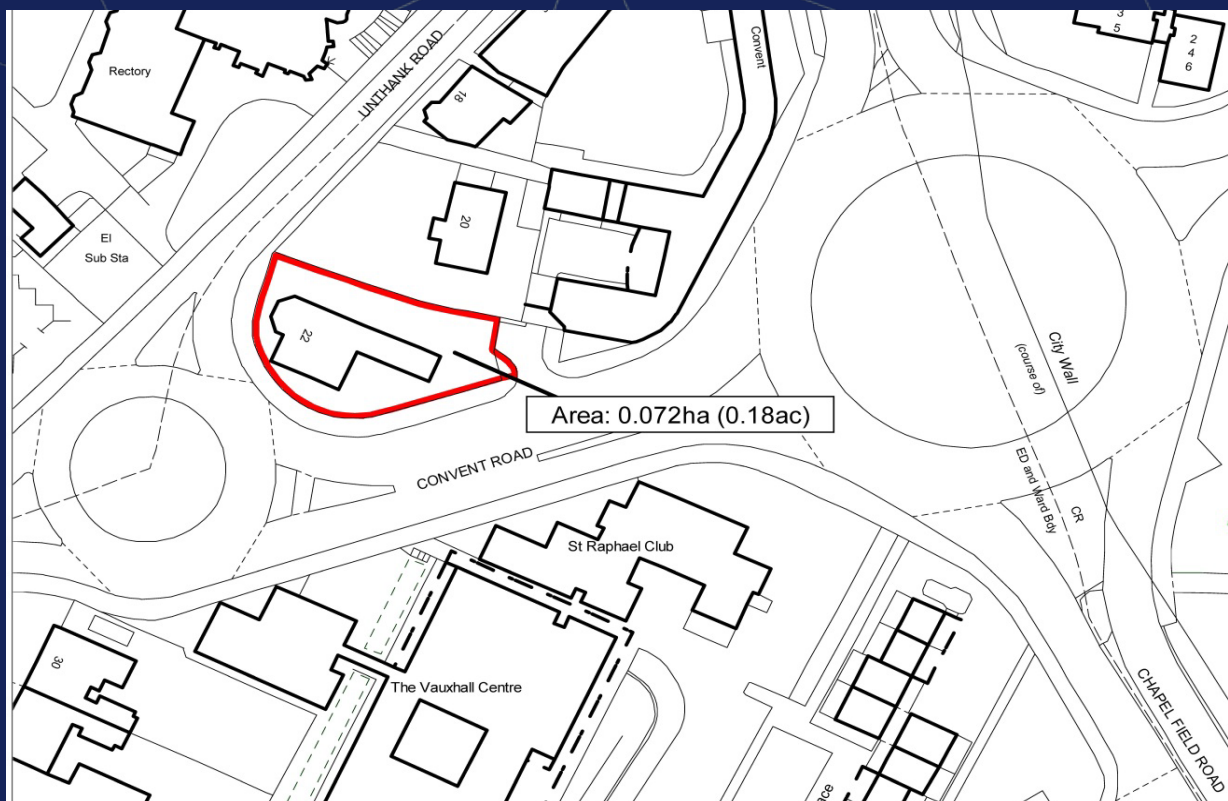 Rectory
UNTHANK ROAD
Convent
3
5
2
4
6
18
20
El
Sub Sta
22
City Wall
(course of)
Area: 0.072ha (0.18ac)
CONVENT ROAD
ED and Ward Bdy
CR
St Raphael Club
30
The Vauxhall Centre
CHAPEL FIELD ROAD